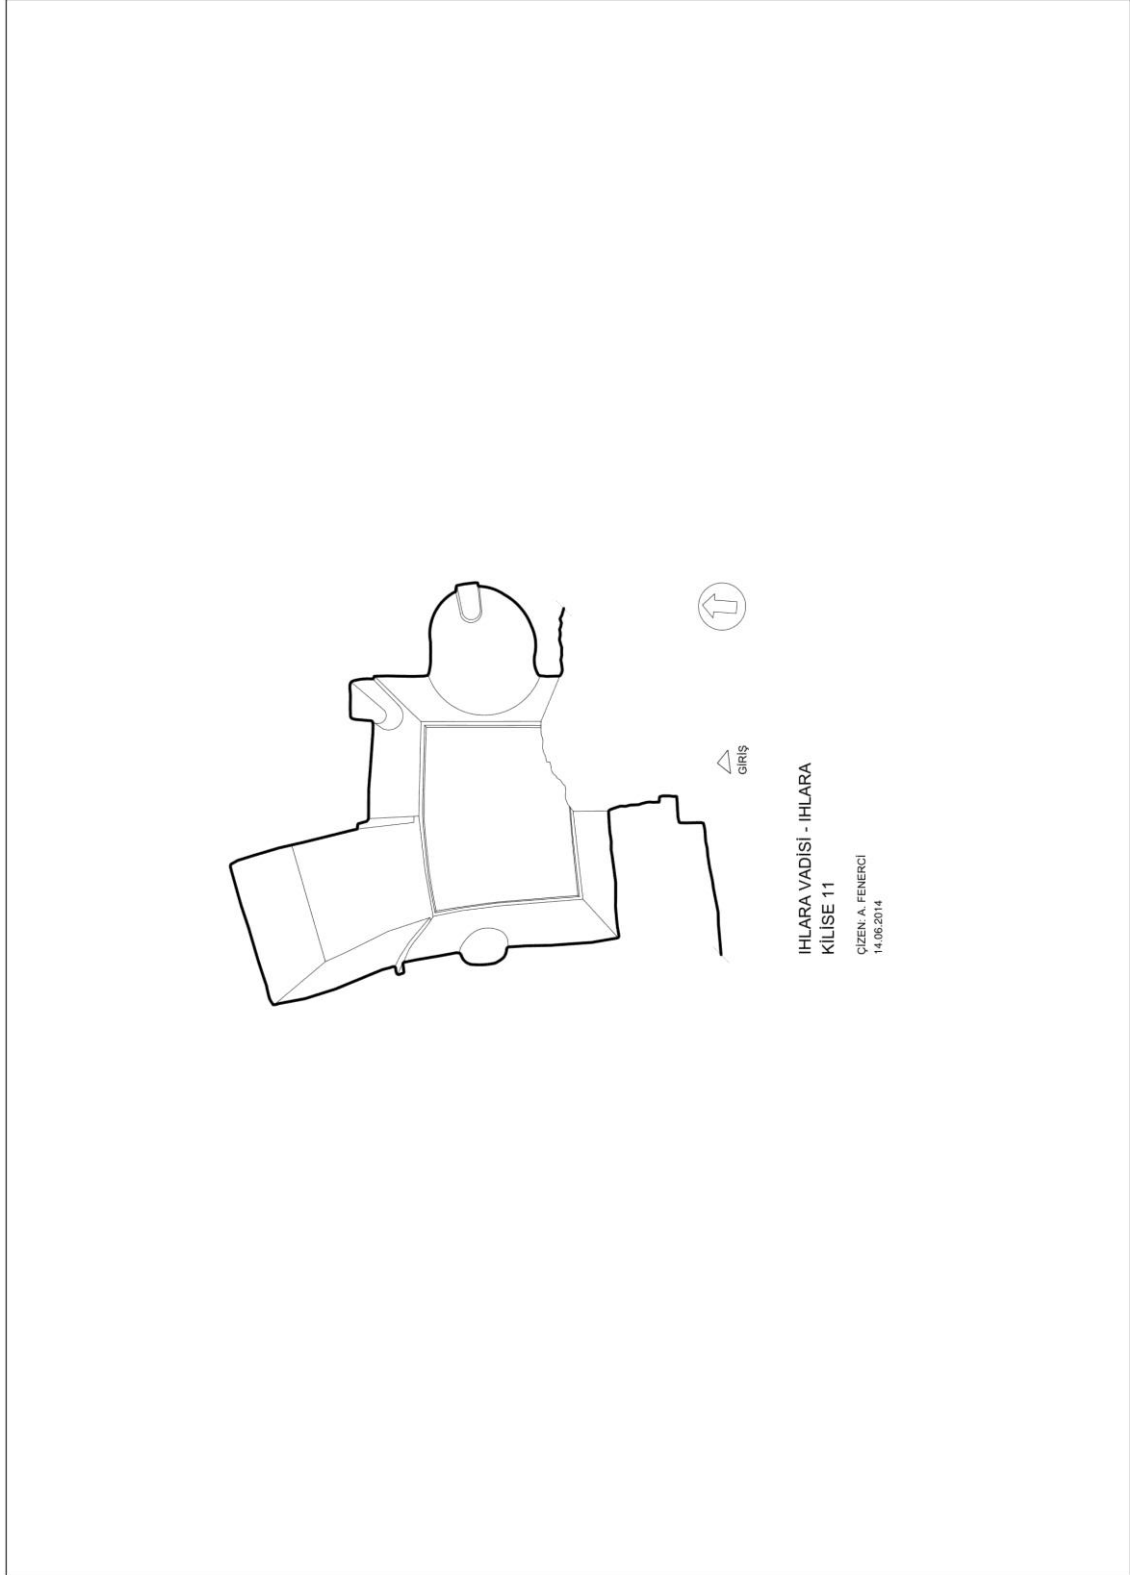 GİRİŞ
IHLARA VADİSİ - IHLARA
KİLİSE 11
ÇİZEN: A. FENERCİ
14.06.2014